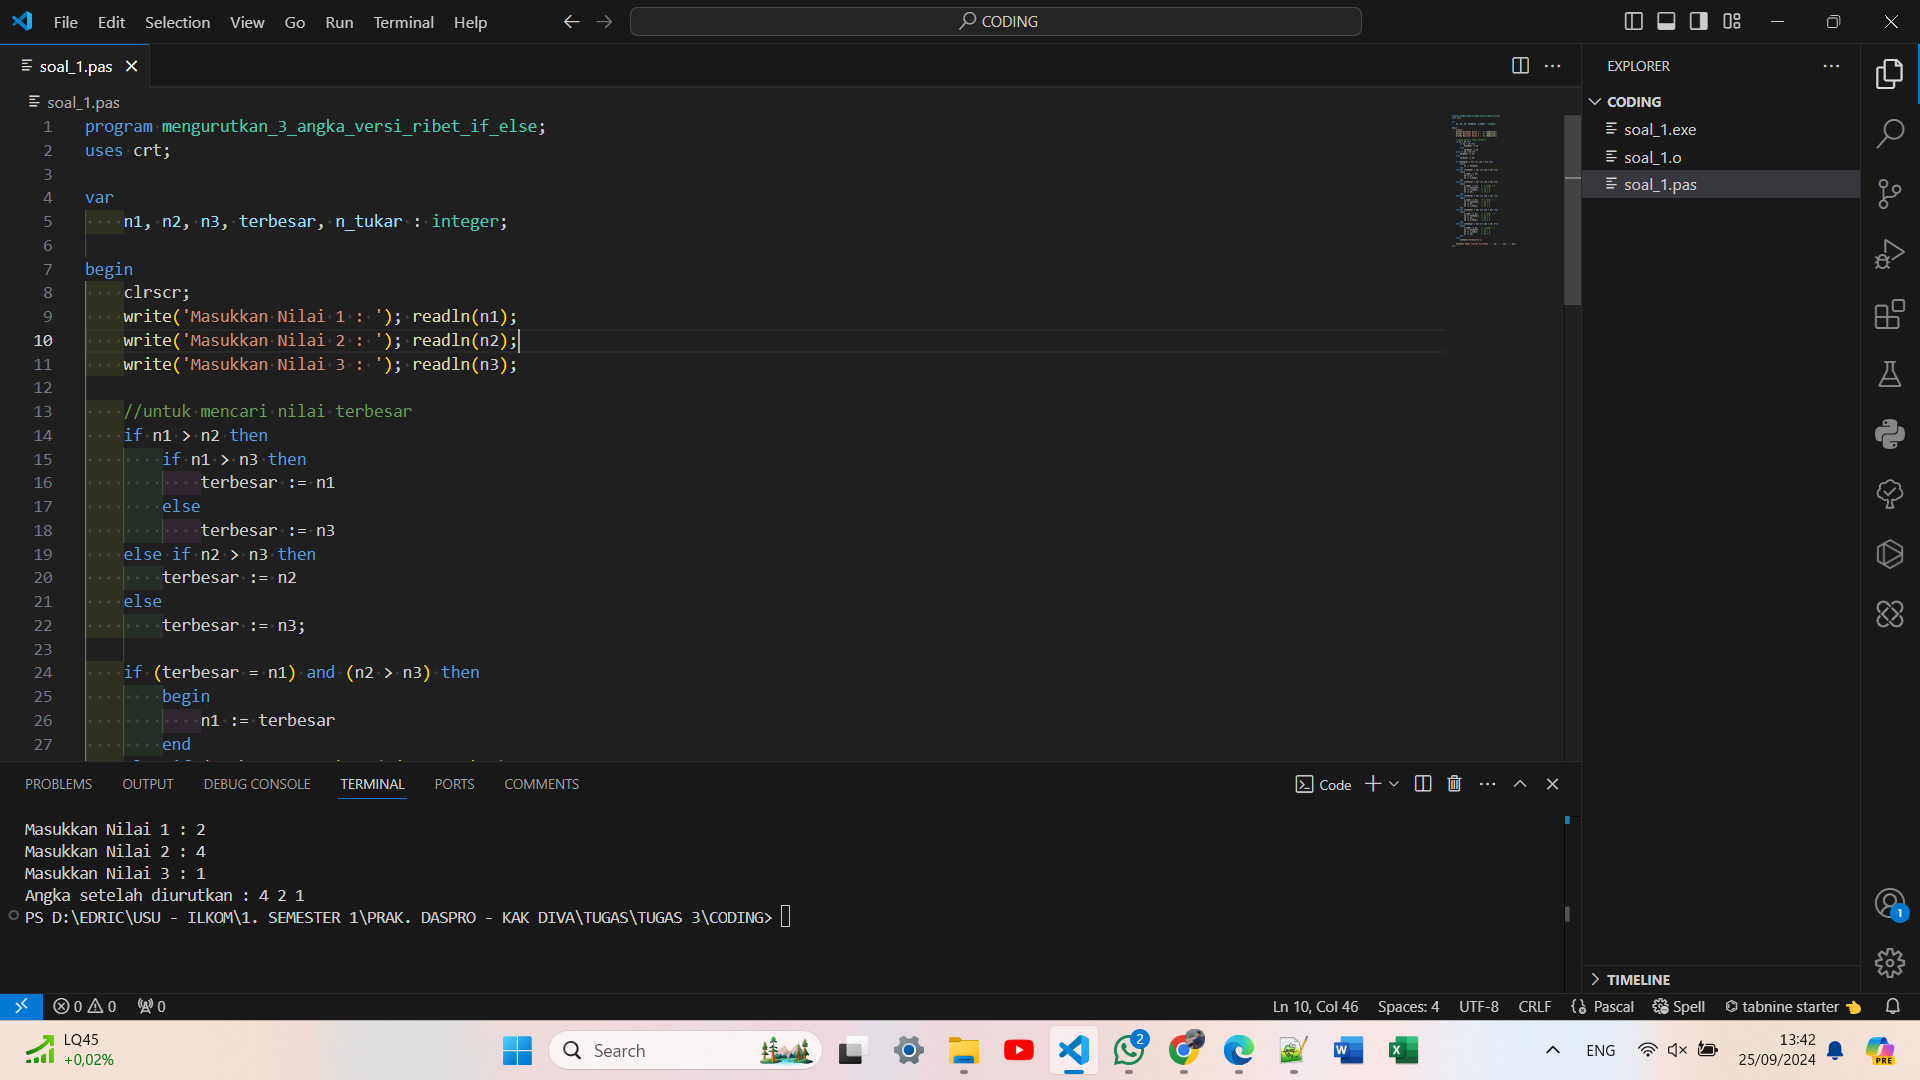 File Edit Selection View Go Run Terminal Help
CODING
soal_1.pas
EXPLORER
soal_1.pas
CODING
soal_1.exe
soal_1.o
soal_1.pas
1 program mengurutkan_3_angka_versi_ribet_if_else;
2 uses crt;
3
4 var
5 n1, n2, n3, terbesar, n_tukar : integer;
6
7 begin
8 clrscr;
9 write('Masukkan Nilai 1 : '); readln(n1);
10 write('Masukkan Nilai 2 : '); readln(n2);
11 write('Masukkan Nilai 3 : '); readln(n3);
12
13 //untuk mencari nilai terbesar
14 if n1 > n2 then
15 if n1 > n3 then
16 terbesar := n1
17 else
18 terbesar := n3
19 else if n2 > n3 then
20 terbesar := n2
21 else
22 terbesar := n3;
23
24 if (terbesar = n1) and (n2 > n3) then
25 begin
26 n1 := terbesar
27 end
PROBLEMS OUTPUT DEBUG CONSOLE TERMINAL PORTS COMMENTS
Code
Masukkan Nilai 1 : 2
Masukkan Nilai 2 : 4
Masukkan Nilai 3 : 1
Angka setelah diurutkan : 4 2 1
PS D:\EDRIC\USU - ILKOM\1. SEMESTER 1\PRAK. DASPRO - KAK DIVA\TUGAS\TUGAS 3\CODING>
1
TIMELINE
0 0 0
Ln 10, Col 46 Spaces: 4 UTF-8 CRLF Pascal Spell tabnine starter
LQ45
+0,02%
Search
2
ENG
13:42
25/09/2024
PRE